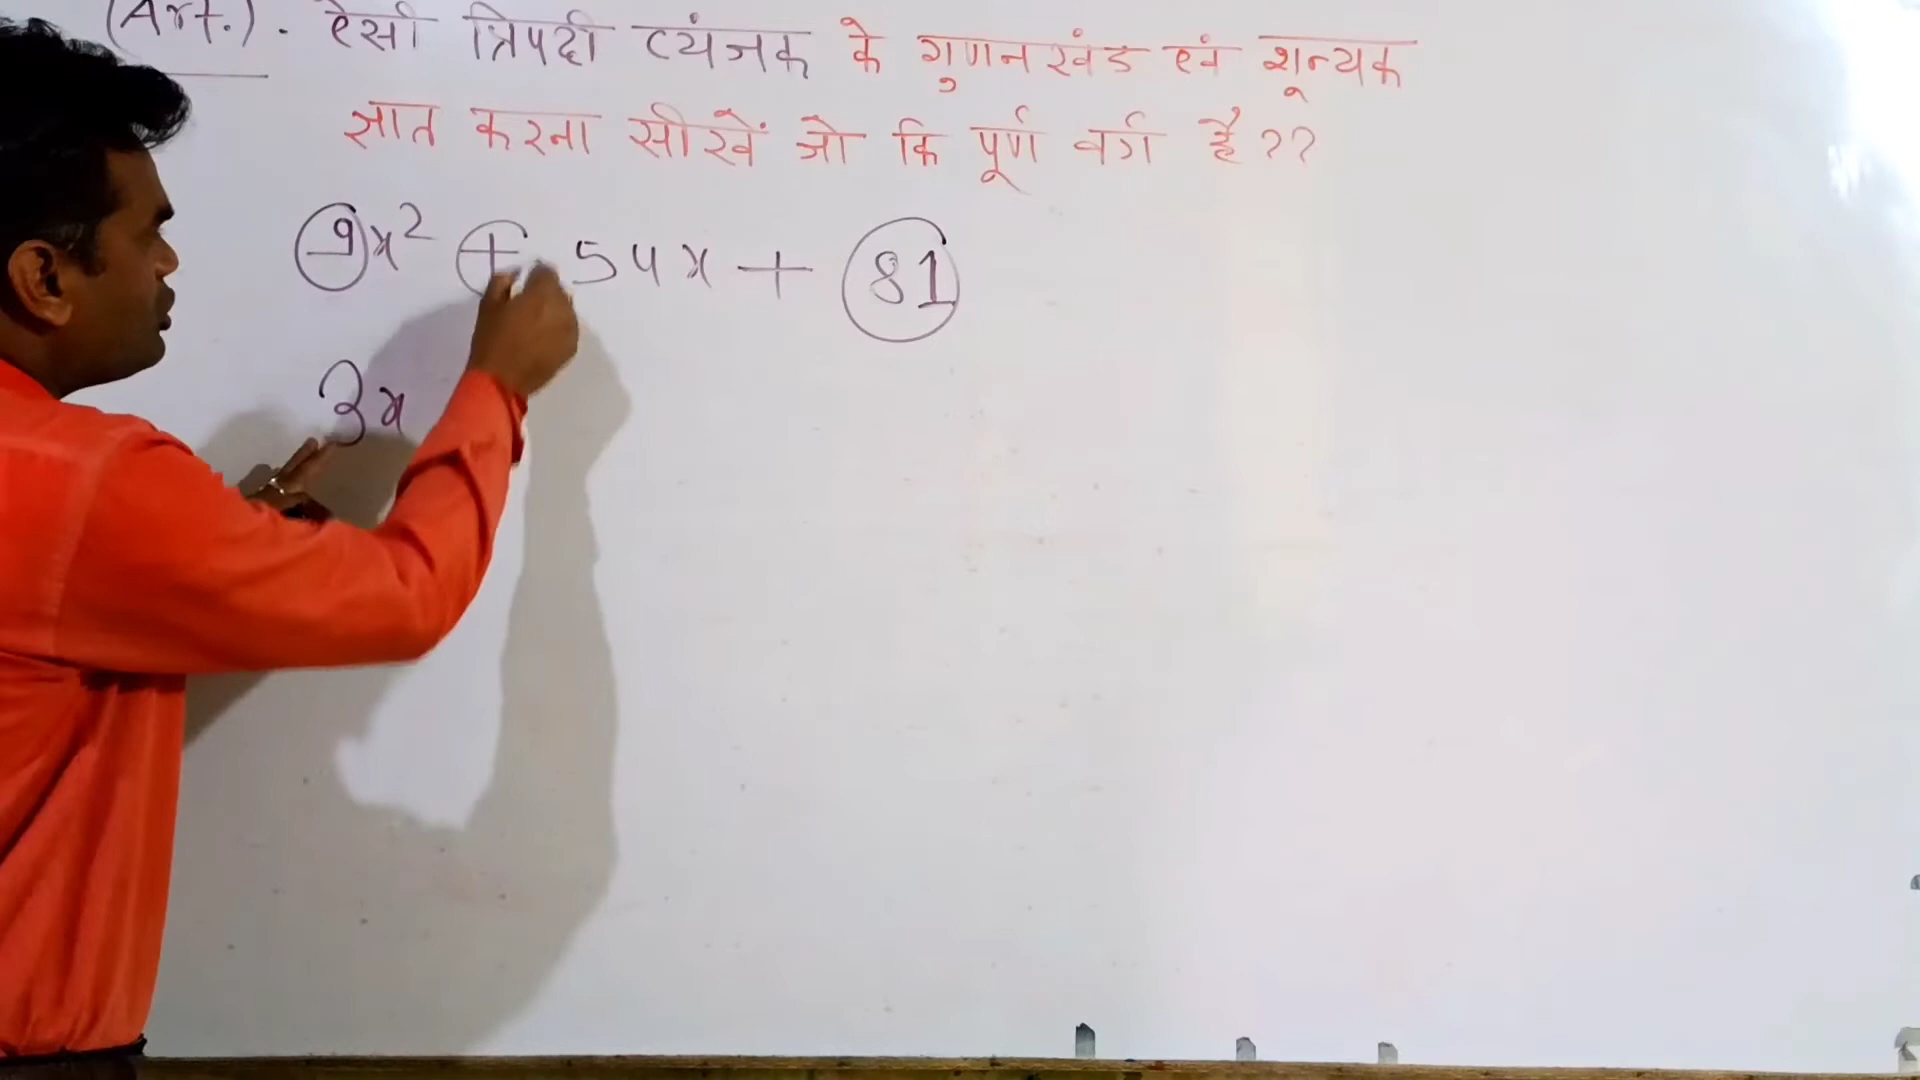 (Art.). ऐसी त्रिपदी व्यंजक के गुणनखंड एवं शून्यक
ज्ञात करना सीखें जो कि पूर्ण वर्ग है??
9x² + 54x + 81
3x